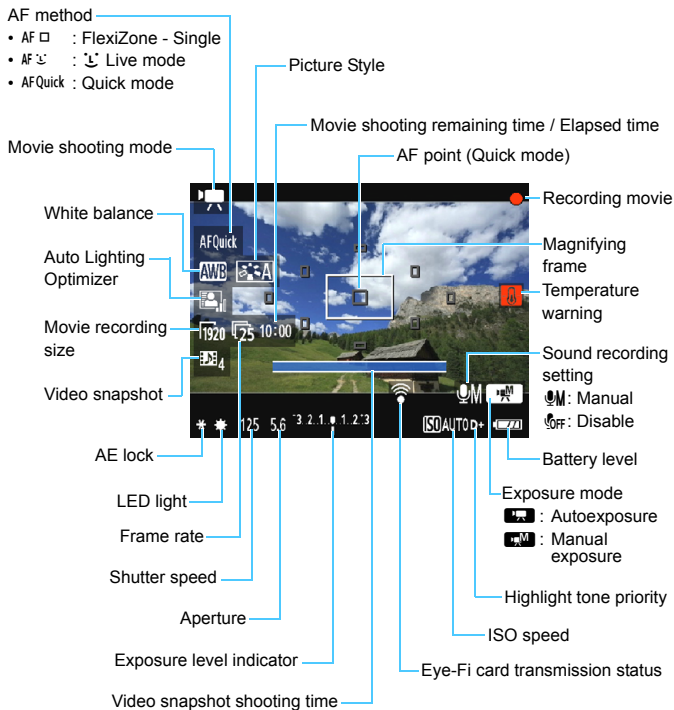 AF method
• AF □ : FlexiZone - Single
• AF : Live mode
• AFQuick : Quick mode
Picture Style
Movie shooting remaining time / Elapsed time
Movie shooting mode
AF point (Quick mode)
Recording movie
White balance
AFQuick
Magnifying
frame
Auto Lighting
Optimizer
AWB
A
Temperature
warning
Movie recording
size
1920
25
10:00
Sound recording
setting
M : Manual
OFF : Disable
Video snapshot
4
M
M
125
5.6
-3..2..1..0..1..2.:3
ISO AUTO D+
AE lock
Battery level
LED light
Exposure mode
: Autoexposure
M : Manual
exposure
Frame rate
Shutter speed
Highlight tone priority
Aperture
ISO speed
Exposure level indicator
Eye-Fi card transmission status
Video snapshot shooting time